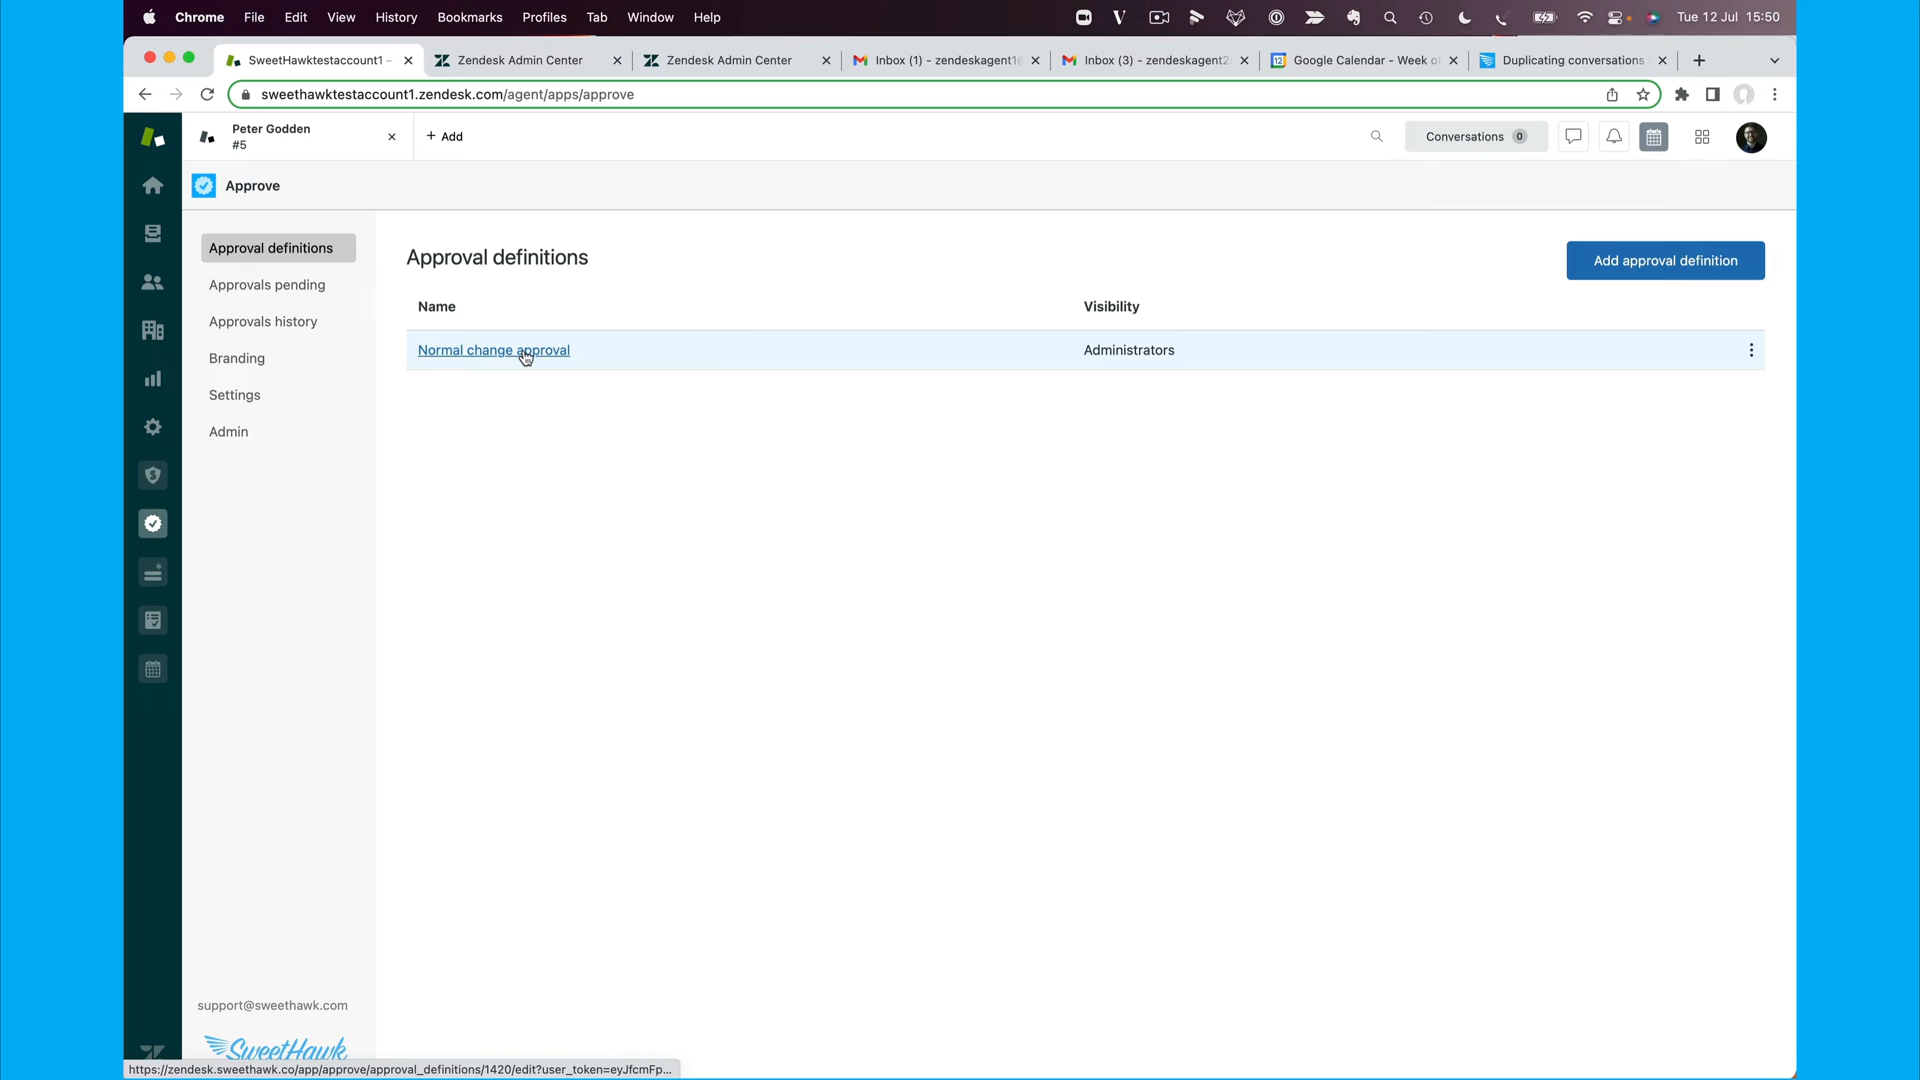 Chrome File Edit View History Bookmarks Profiles Tab Window Help Tue 12 Jul 15:50
SweetHawktestaccount1 – Zendesk Admin Center Zendesk Admin Center Inbox (1) - zendeskagent1 Inbox (3) - zendeskagent2 Google Calendar - Week o Duplicating conversations
sweethawktestaccount1.zendesk.com/agent/apps/approve
Peter Godden
#5
+ Add
Conversations 0
Approve
Approval definitions
Approvals pending
Approvals history
Branding
Settings
Admin
Approval definitions
Add approval definition
Name Visibility
Normal change approval Administrators
support@sweethawk.com
SweetHawk
https://zendesk.sweethawk.co/app/approve/approval_definitions/1420/edit?user_token=eyJfcmFp...